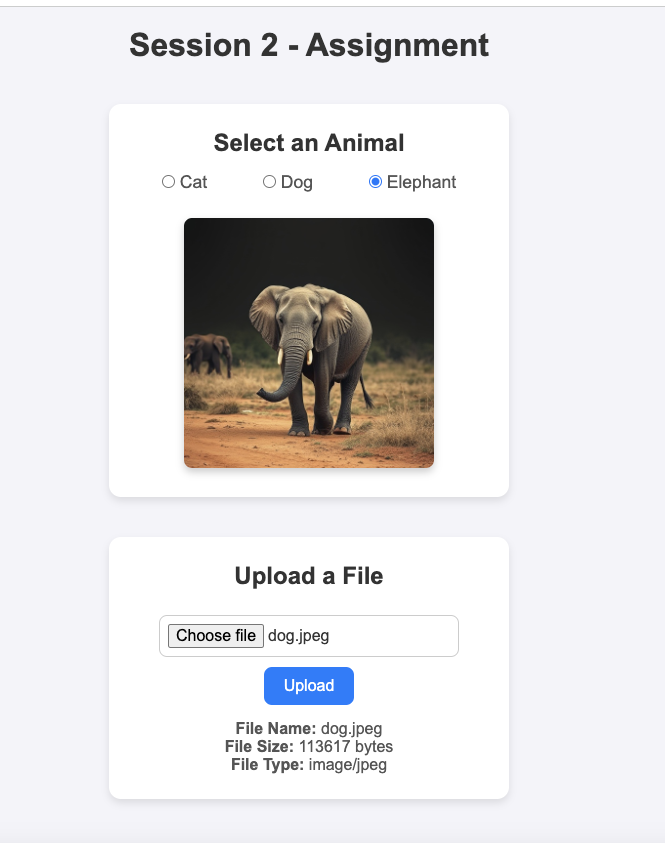 Session 2 - Assignment
Select an Animal
Cat Dog Elephant
Upload a File
Choose file dog.jpeg
Upload
File Name: dog.jpeg
File Size: 113617 bytes
File Type: image/jpeg